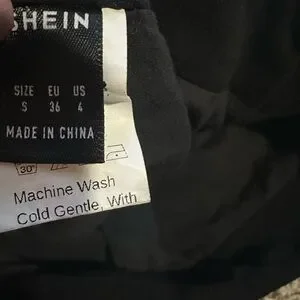 SHEIN
SIZE EU US
S 36 4
MADE IN CHINA
30°
Machine Wash
Cold Gentle, With